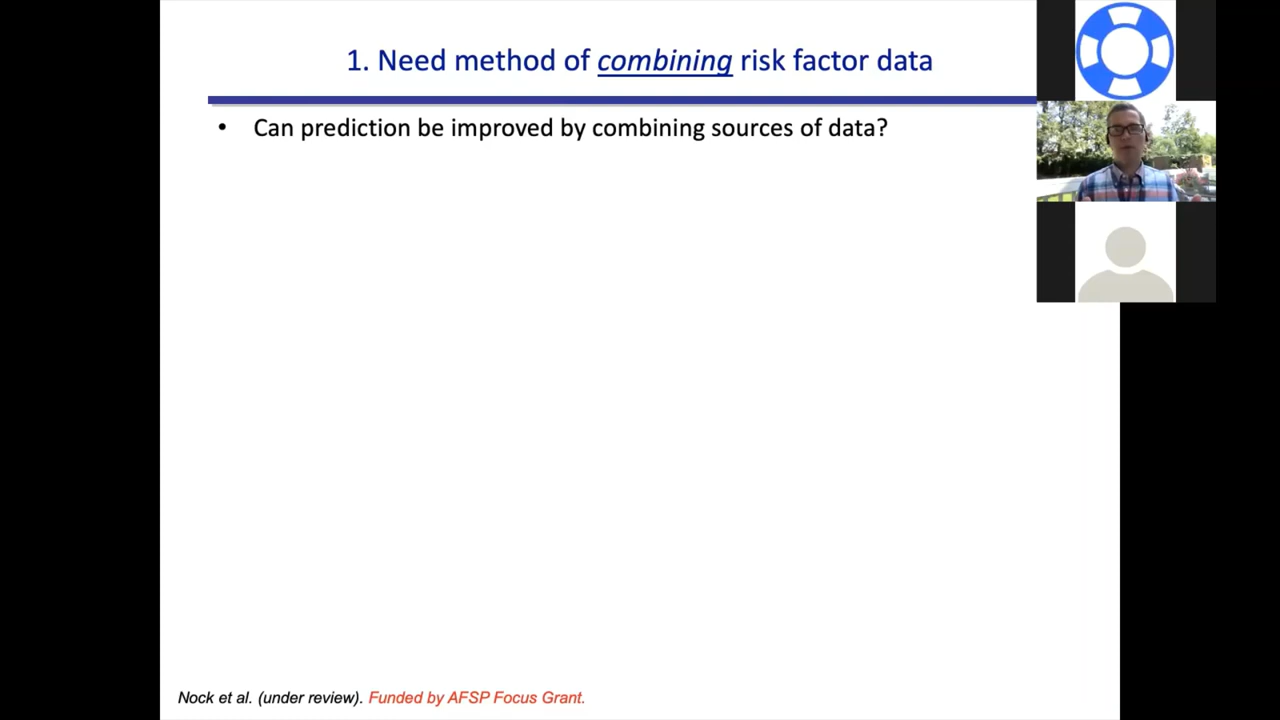 1. Need method of combining risk factor data
• Can prediction be improved by combining sources of data?
Nock et al. (under review). Funded by AFSP Focus Grant.